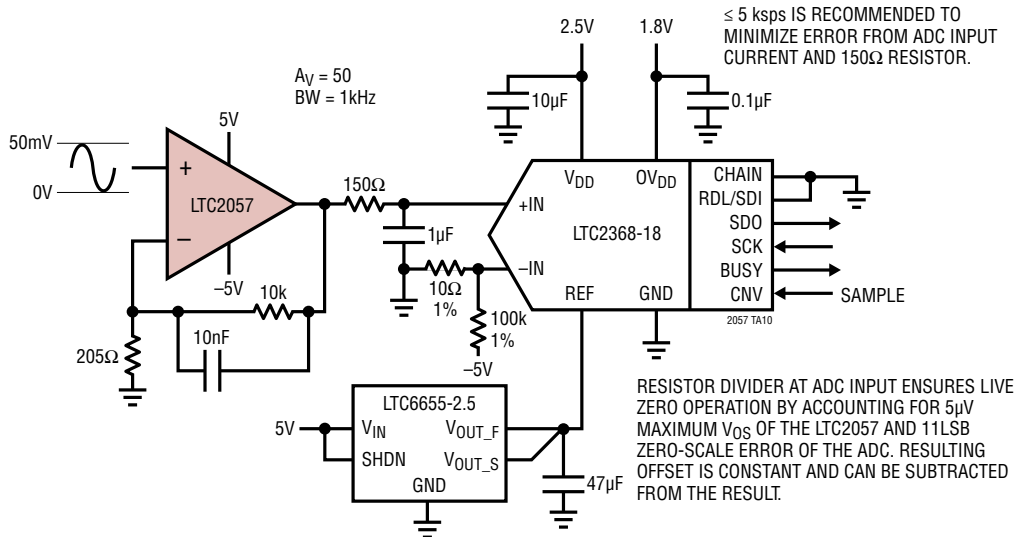 ≤ 5 ksps IS RECOMMENDED TO
MINIMIZE ERROR FROM ADC INPUT
CURRENT AND 150Ω RESISTOR.
2.5V
1.8V
A_V = 50
BW = 1kHz
10µF
0.1µF
50mV
0V
5V
+
LTC2057
–
–5V
150Ω
1µF
10Ω
1%
100k
1%
–5V
10k
10nF
205Ω
V_DD
OV_DD
+IN
LTC2368-18
–IN
REF
GND
CHAIN
RDL/SDI
SDO
SCK
BUSY
CNV
SAMPLE
2057 TA10
LTC6655-2.5
5V
V_IN
V_OUT_F
SHDN
V_OUT_S
GND
47µF
RESISTOR DIVIDER AT ADC INPUT ENSURES LIVE
ZERO OPERATION BY ACCOUNTING FOR 5µV
MAXIMUM V_OS OF THE LTC2057 AND 11LSB
ZERO-SCALE ERROR OF THE ADC. RESULTING
OFFSET IS CONSTANT AND CAN BE SUBTRACTED
FROM THE RESULT.